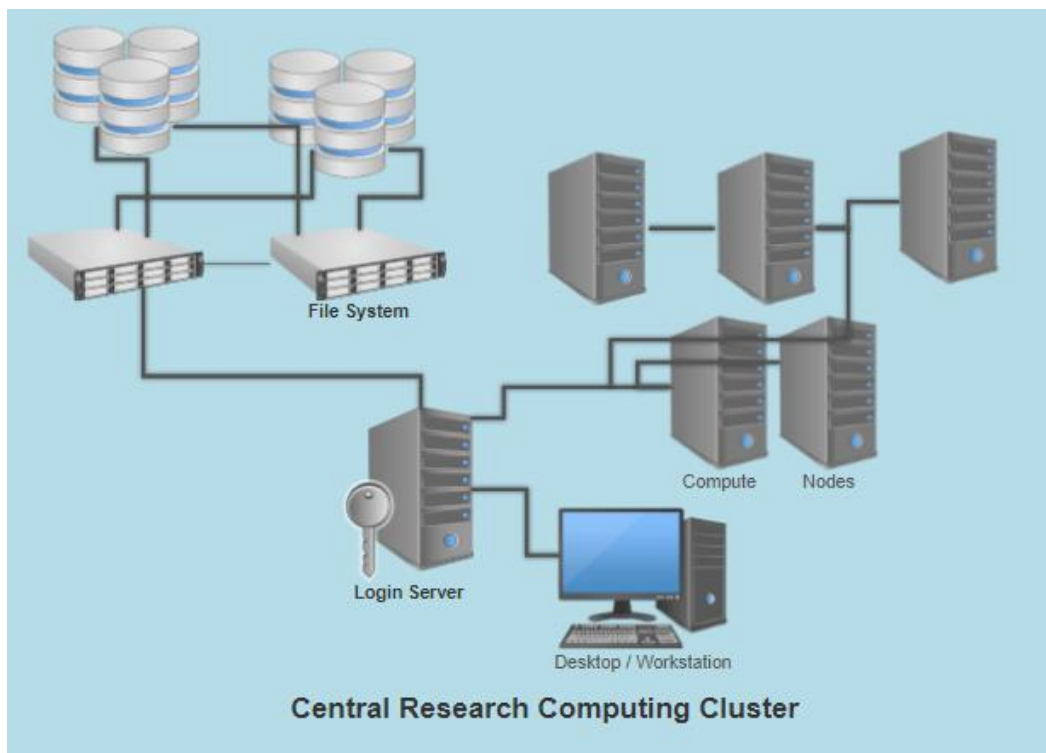 File System
Compute Nodes
Login Server
Desktop / Workstation
Central Research Computing Cluster